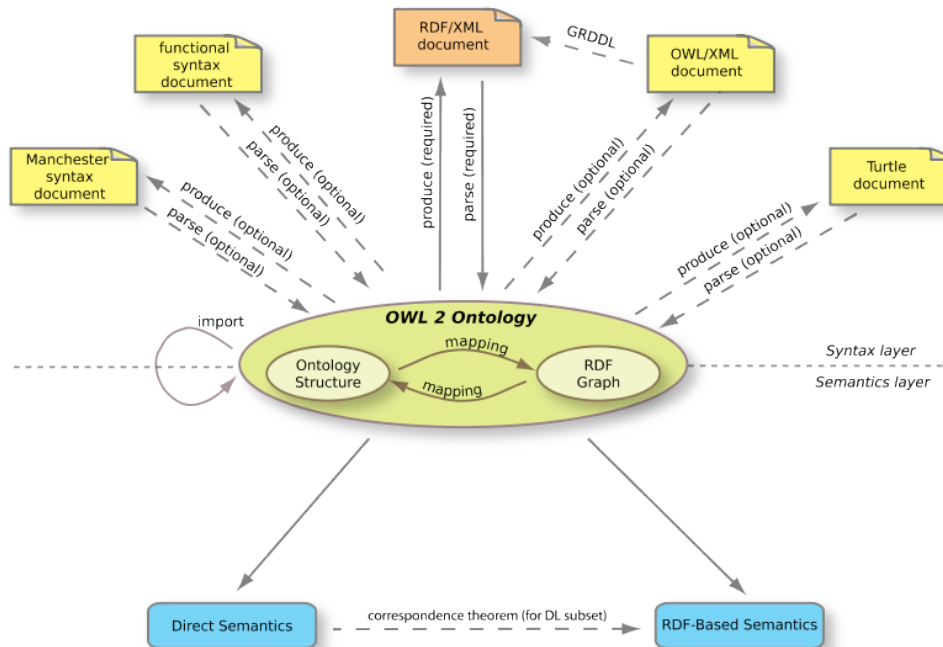 RDF/XML
document
GRDDL
functional
syntax
document
OWL/XML
document
Manchester
syntax
document
Turtle
document
produce (optional)
parse (optional)
produce (optional)
parse (optional)
produce (required)
parse (required)
produce (optional)
parse (optional)
produce (optional)
parse (optional)
OWL 2 Ontology
import
mapping
Ontology
Structure
RDF
Graph
mapping
Syntax layer
Semantics layer
Direct Semantics
correspondence theorem (for DL subset)
RDF-Based Semantics